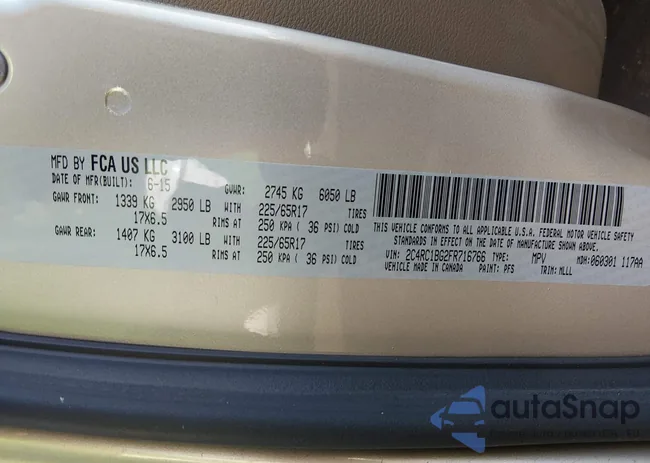 MFD BY FCA US LLC
DATE OF MFR(BUILT): 6-15 GVWR: 2745 KG 6050 LB
GAWR FRONT: 1339 KG 2950 LB WITH 225/65R17 TIRES
17X6.5 RIMS AT 250 KPA ( 36 PSI) COLD
GAWR REAR: 1407 KG 3100 LB WITH 225/65R17 TIRES
17X6.5 RIMS AT 250 KPA ( 36 PSI) COLD
THIS VEHICLE CONFORMS TO ALL APPLICABLE U.S.A. FEDERAL MOTOR VEHICLE SAFETY
STANDARDS IN EFFECT ON THE DATE OF MANUFACTURE SHOWN ABOVE.
VIN: 2C4RC1BG2FR716766 TYPE: MPV MDH:060301 117AA
VEHICLE MADE IN CANADA PAINT: PFS TRIM: MLLL
autaSnap